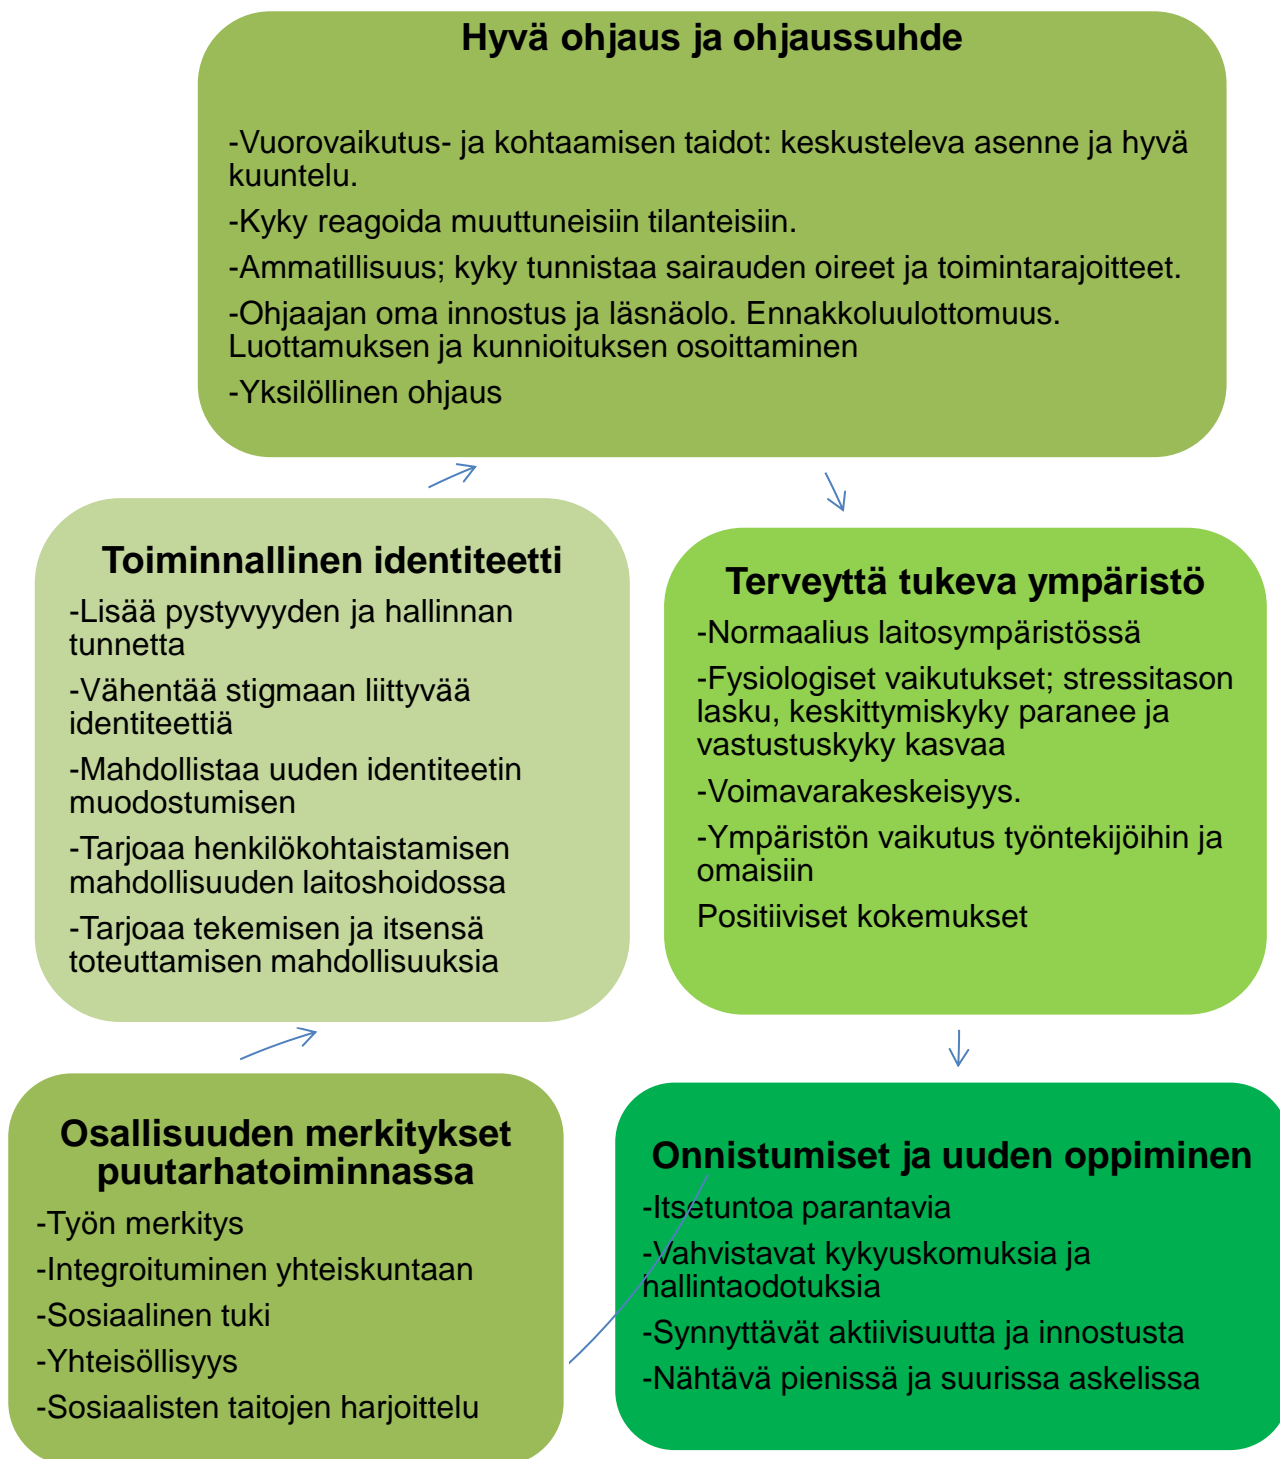 Hyvä ohjaus ja ohjaussuhde
-Vuorovaikutus- ja kohtaamisen taidot: keskusteleva asenne ja hyvä
kuuntelu.
-Kyky reagoida muuttuneisiin tilanteisiin.
-Ammatillisuus; kyky tunnistaa sairauden oireet ja toimintarajoitteet.
-Ohjaajan oma innostus ja läsnäolo. Ennakkoluulottomuus.
Luottamuksen ja kunnioituksen osoittaminen
-Yksilöllinen ohjaus
Toiminnallinen identiteetti
-Lisää pystyvyyden ja hallinnan
tunnetta
-Vähentää stigmaan liittyvää
identiteettiä
-Mahdollistaa uuden identiteetin
muodostumisen
-Tarjoaa henkilökohtaistamisen
mahdollisuuden laitoshoidossa
-Tarjoaa tekemisen ja itsensä
toteuttamisen mahdollisuuksia
Terveyttä tukeva ympäristö
-Normaalius laitosympäristössä
-Fysiologiset vaikutukset; stressitason
lasku, keskittymiskyky paranee ja
vastustuskyky kasvaa
-Voimavarakeskeisyys.
-Ympäristön vaikutus työntekijöihin ja
omaisiin
Positiiviset kokemukset
Osallisuuden merkitykset
puutarhatoiminnassa
-Työn merkitys
-Integroituminen yhteiskuntaan
-Sosiaalinen tuki
-Yhteisöllisyys
-Sosiaalisten taitojen harjoittelu
Onnistumiset ja uuden oppiminen
-Itsetuntoa parantavia
-Vahvistavat kykyuskomuksia ja
hallintaodotuksia
-Synnyttävät aktiivisuutta ja innostusta
-Nähtävä pienissä ja suurissa askelissa